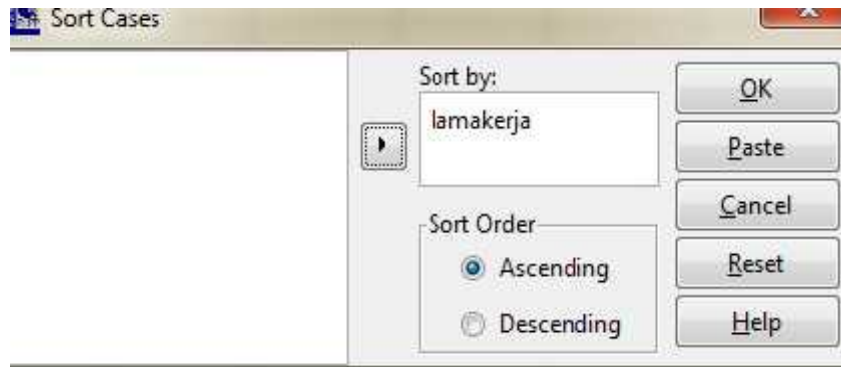 Sort Cases
Sort by:
lamakerja
Sort Order
Ascending
Descending
OK
Paste
Cancel
Reset
Help